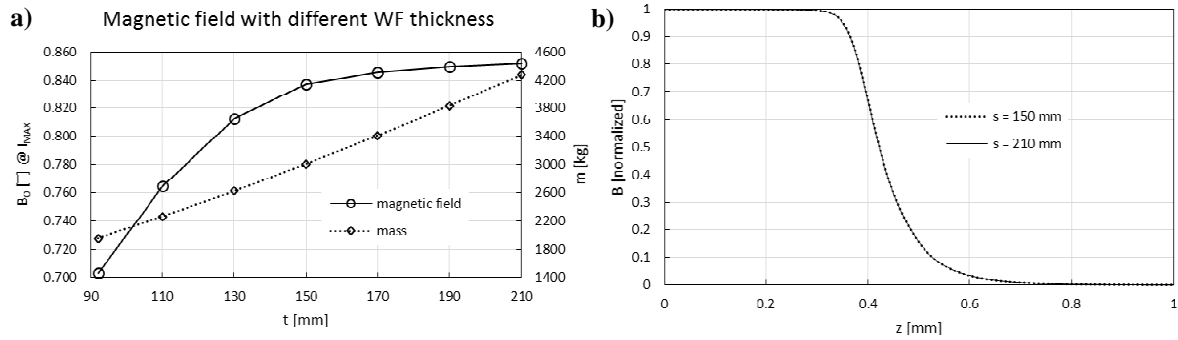 a)
Magnetic field with different WF thickness
0.860
0.840
0.820
0.800
0.780
0.760
0.740
0.720
0.700
B0 [T] @ IMAX
4600
4200
3800
3400
3000
2600
2200
1800
1400
m [kg]
magnetic field
mass
90 110 130 150 170 190 210
t [mm]
b)
1
0.9
0.8
0.7
0.6
0.5
0.4
0.3
0.2
0.1
0
B [normalized]
s = 150 mm
s = 210 mm
0 0.2 0.4 0.6 0.8 1
z [mm]